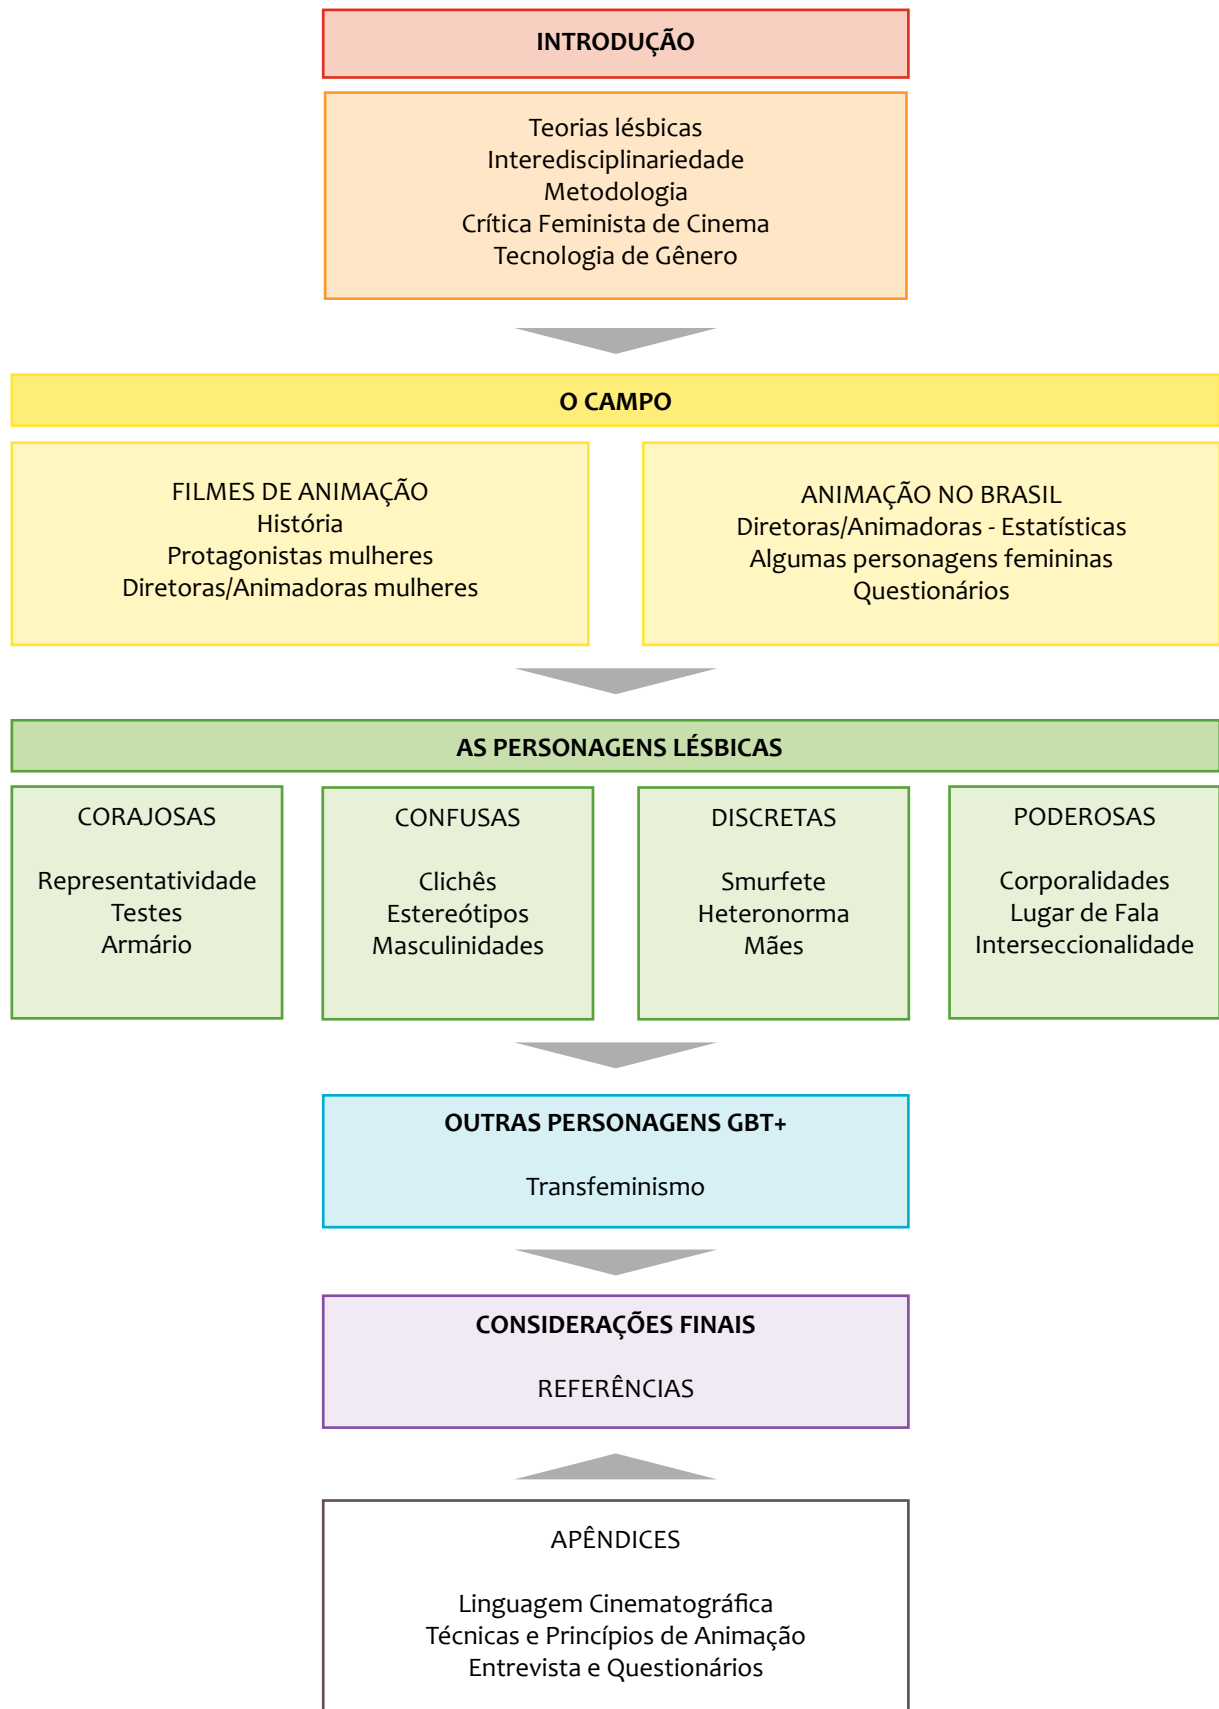 INTRODUÇÃO
Teorias lésbicas
Interedisciplinariedade
Metodologia
Crítica Feminista de Cinema
Tecnologia de Gênero
O CAMPO
FILMES DE ANIMAÇÃO
História
Protagonistas mulheres
Diretoras/Animadoras mulheres
ANIMAÇÃO NO BRASIL
Diretoras/Animadoras - Estatísticas
Algumas personagens femininas
Questionários
AS PERSONAGENS LÉSBICAS
CORAJOSAS
Representatividade
Testes
Armário
CONFUSAS
Clichês
Estereótipos
Masculinidades
DISCRETAS
Smurfete
Heteronorma
Mães
PODEROSAS
Corporalidades
Lugar de Fala
Interseccionalidade
OUTRAS PERSONAGENS GBT+
Transfeminismo
CONSIDERAÇÕES FINAIS
REFERÊNCIAS
APÊNDICES
Linguagem Cinematográfica
Técnicas e Princípios de Animação
Entrevista e Questionários